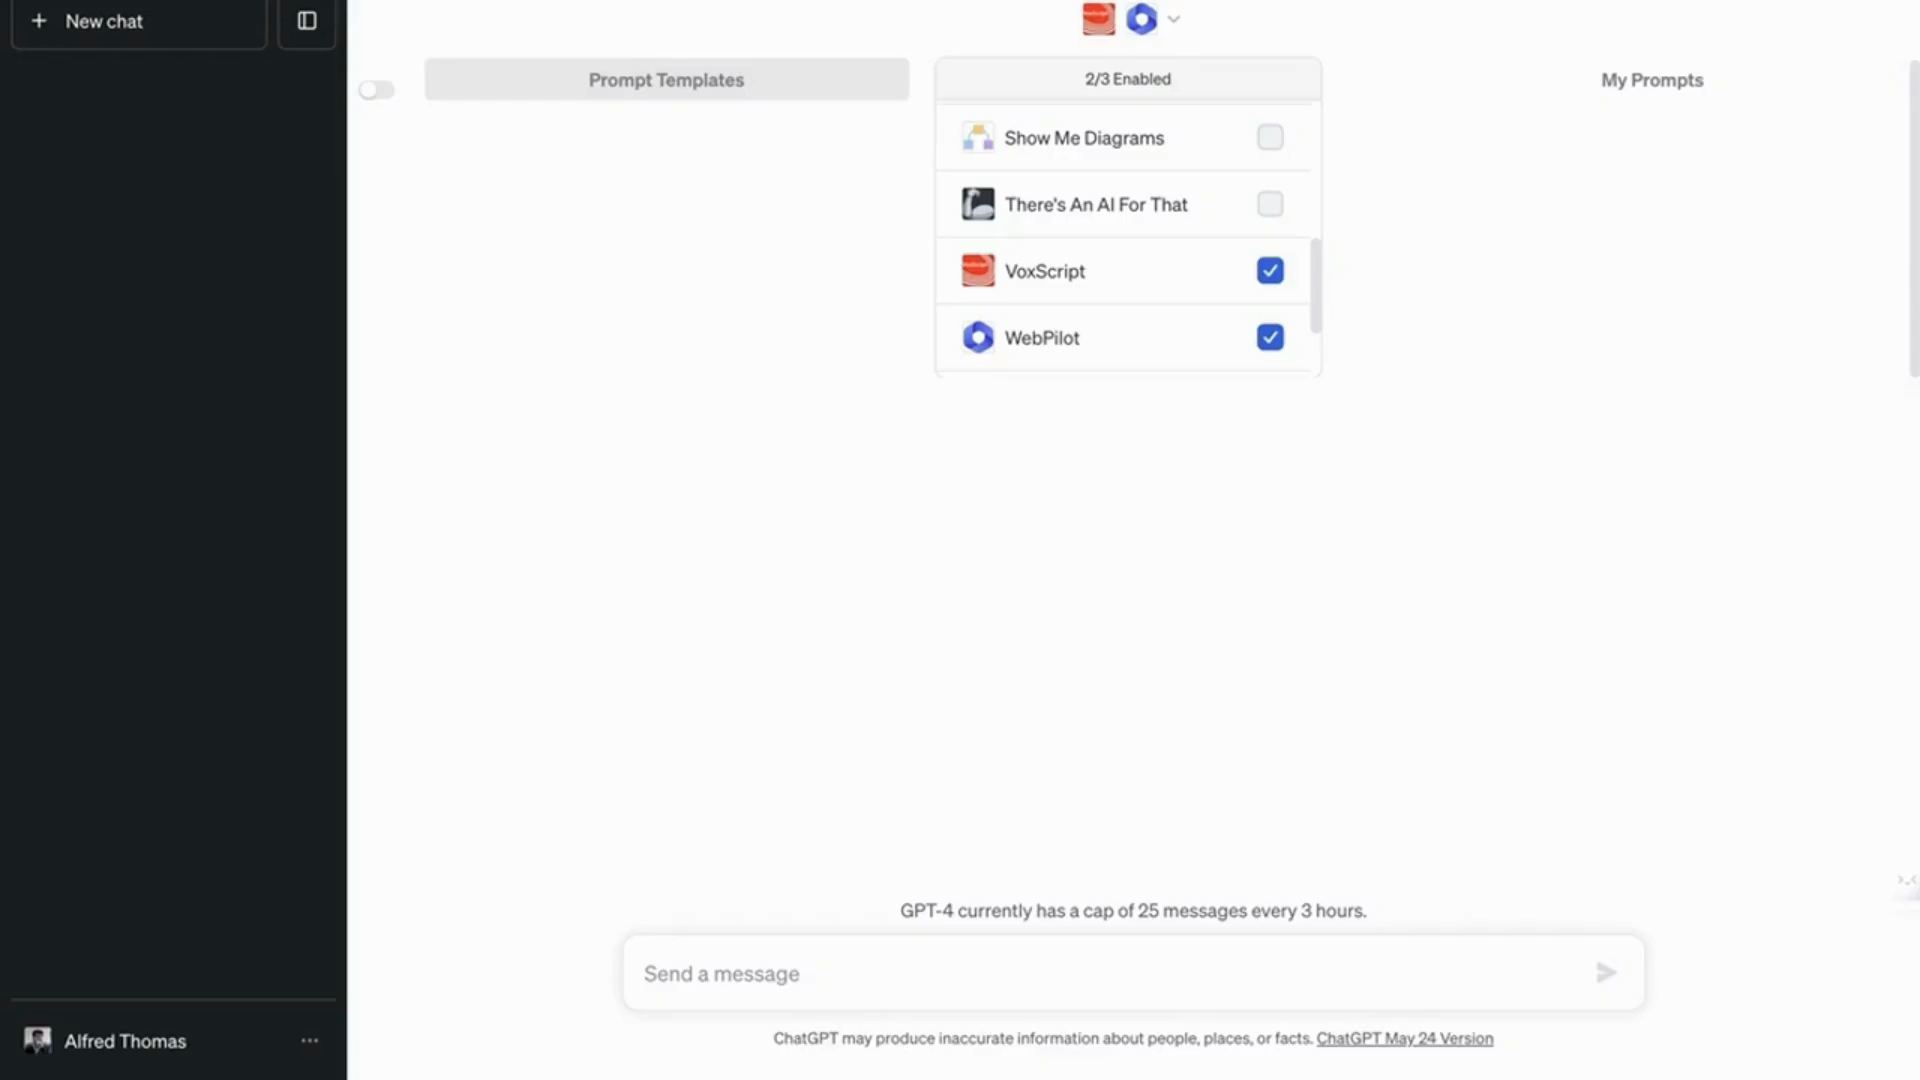 New chat
Prompt Templates
2/3 Enabled
My Prompts
Show Me Diagrams
There's An AI For That
VoxScript
WebPilot
GPT-4 currently has a cap of 25 messages every 3 hours.
Send a message
ChatGPT may produce inaccurate information about people, places, or facts. ChatGPT May 24 Version
Alfred Thomas